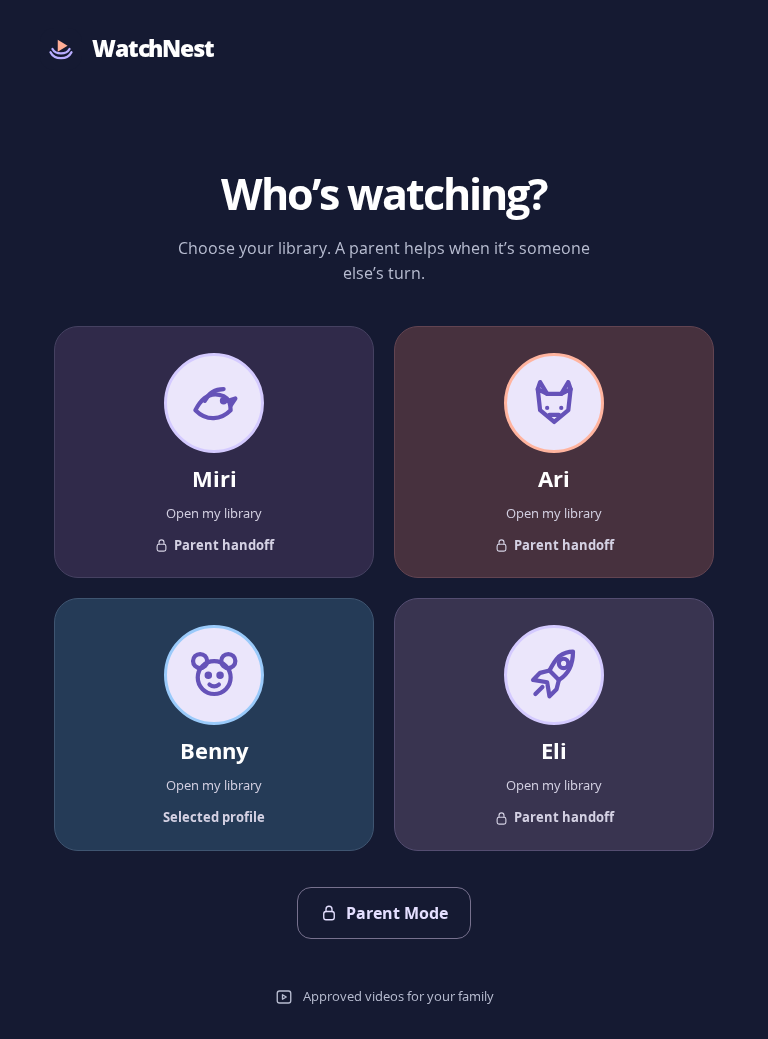 WatchNest
Who’s watching?
Choose your library. A parent helps when it’s someone
else’s turn.
Miri
Open my library
Parent handoff
Ari
Open my library
Parent handoff
Benny
Open my library
Selected profile
Eli
Open my library
Parent handoff
Parent Mode
Approved videos for your family